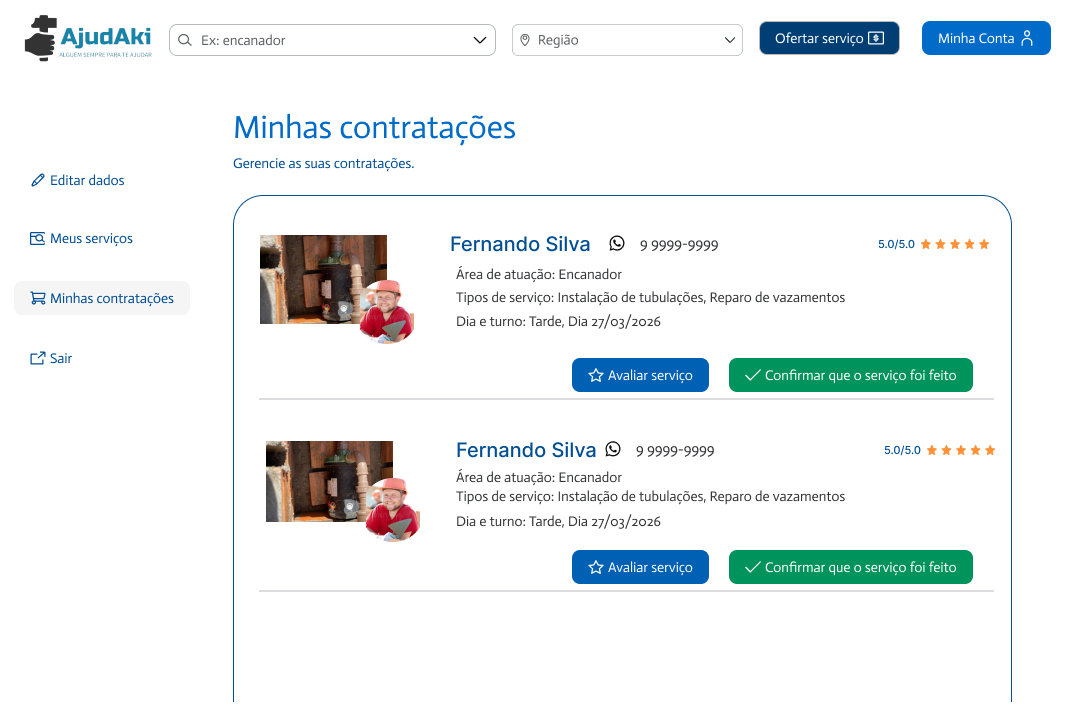 AjudAki
ALGUÉM SEMPRE PARA TE AJUDAR
Ex: encanador
Região
Ofertar serviço
Minha Conta
Minhas contratações
Gerencie as suas contratações.
Editar dados
Meus serviços
Minhas contratações
Sair
Fernando Silva 9 9999-9999 5.0/5.0
Área de atuação: Encanador
Tipos de serviço: Instalação de tubulações, Reparo de vazamentos
Dia e turno: Tarde, Dia 27/03/2026
Avaliar serviço Confirmar que o serviço foi feito
Fernando Silva 9 9999-9999 5.0/5.0
Área de atuação: Encanador
Tipos de serviço: Instalação de tubulações, Reparo de vazamentos
Dia e turno: Tarde, Dia 27/03/2026
Avaliar serviço Confirmar que o serviço foi feito